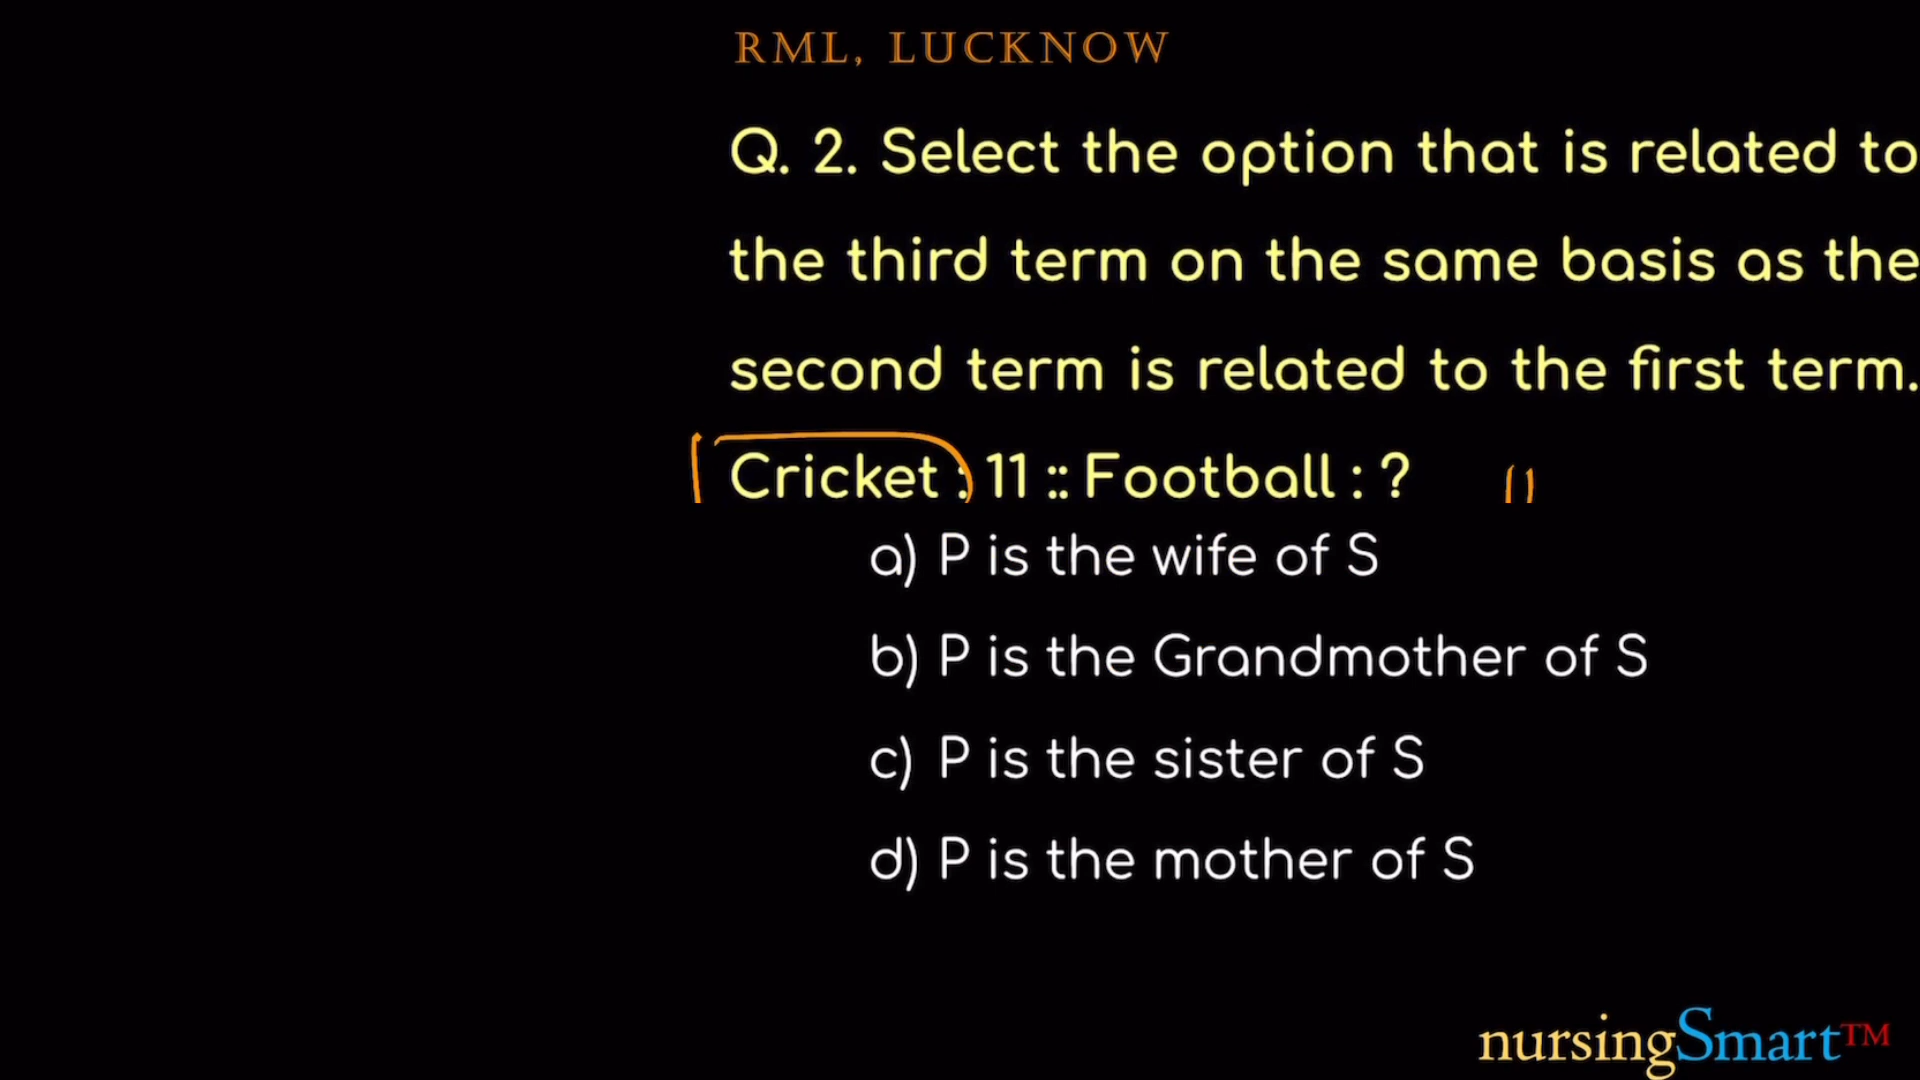 RML, LUCKNOW
Q. 2. Select the option that is related to
the third term on the same basis as the
second term is related to the first term.
Cricket : 11 :: Football : ? 11
a) P is the wife of S
b) P is the Grandmother of S
c) P is the sister of S
d) P is the mother of S
nursingSmart™